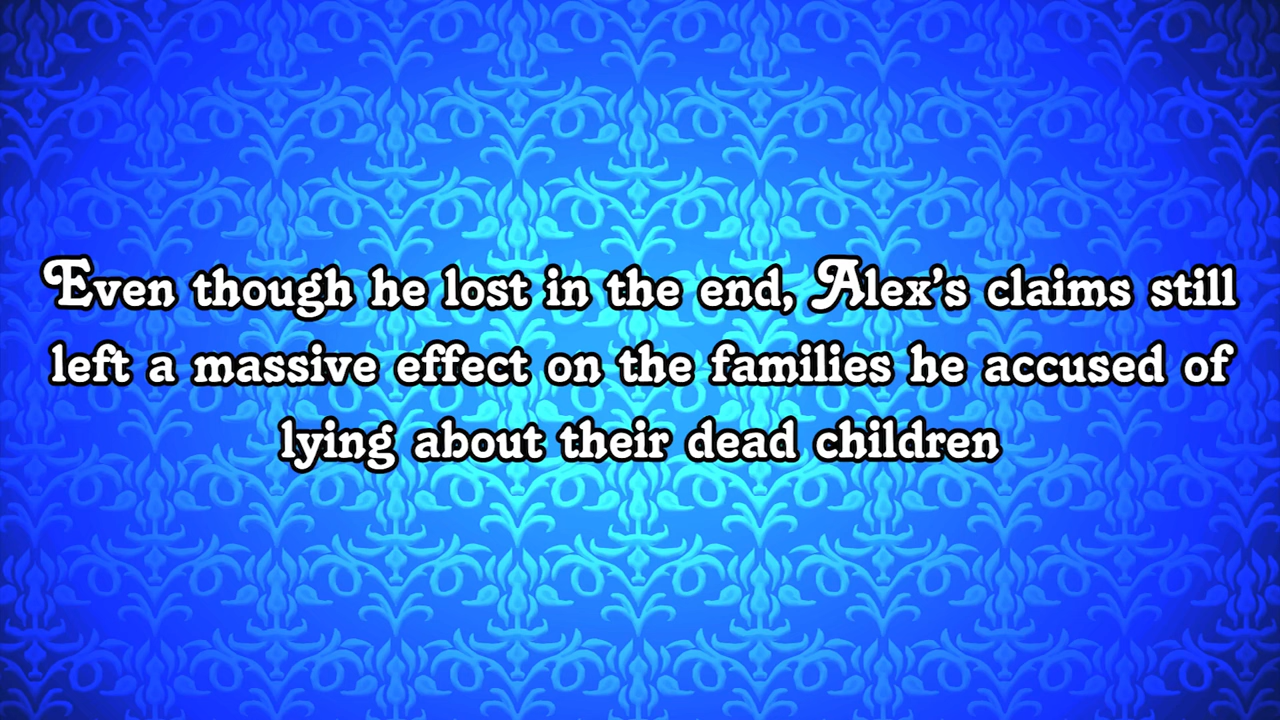 Even though he lost in the end, Alex's claims still
left a massive effect on the families he accused of
lying about their dead children